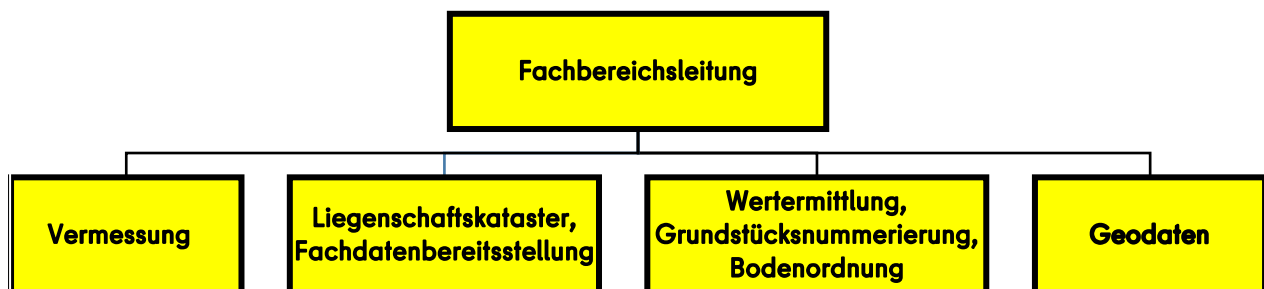 Fachbereichsleitung
Vermessung
Liegenschaftskataster,
Fachdatenbereitsstellung
Wertermittlung,
Grundstücksnummerierung,
Bodenordnung
Geodaten